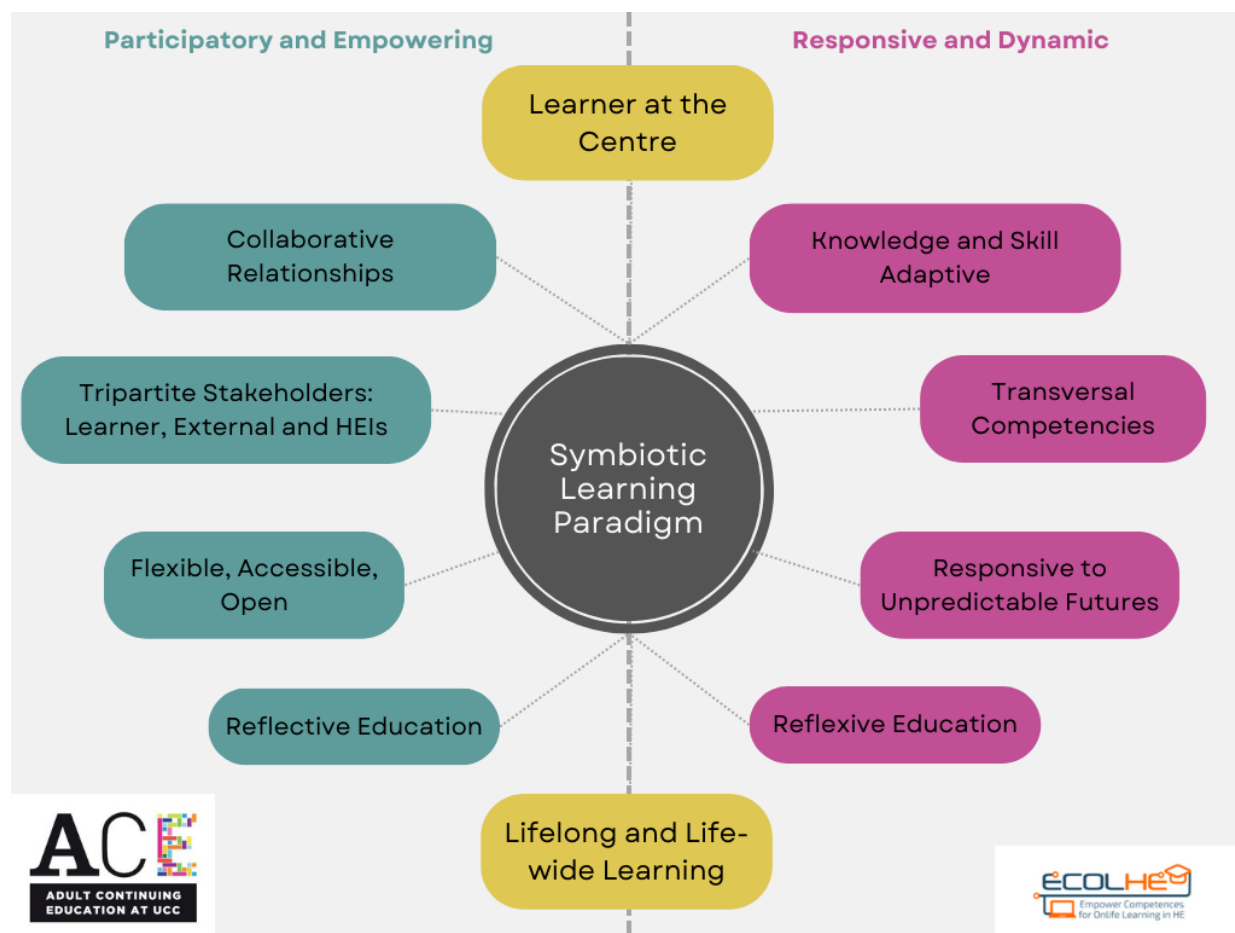 Participatory and Empowering
Responsive and Dynamic
Learner at the
Centre
Collaborative
Relationships
Knowledge and Skill
Adaptive
Tripartite Stakeholders:
Learner, External and HEIs
Transversal
Competencies
Symbiotic
Learning
Paradigm
Flexible, Accessible,
Open
Responsive to
Unpredictable Futures
Reflective Education
Reflexive Education
Lifelong and Life-
wide Learning
ACE
ADULT CONTINUING
EDUCATION AT UCC
ECOLHE
Empower Competences
for Onlife Learning in HE